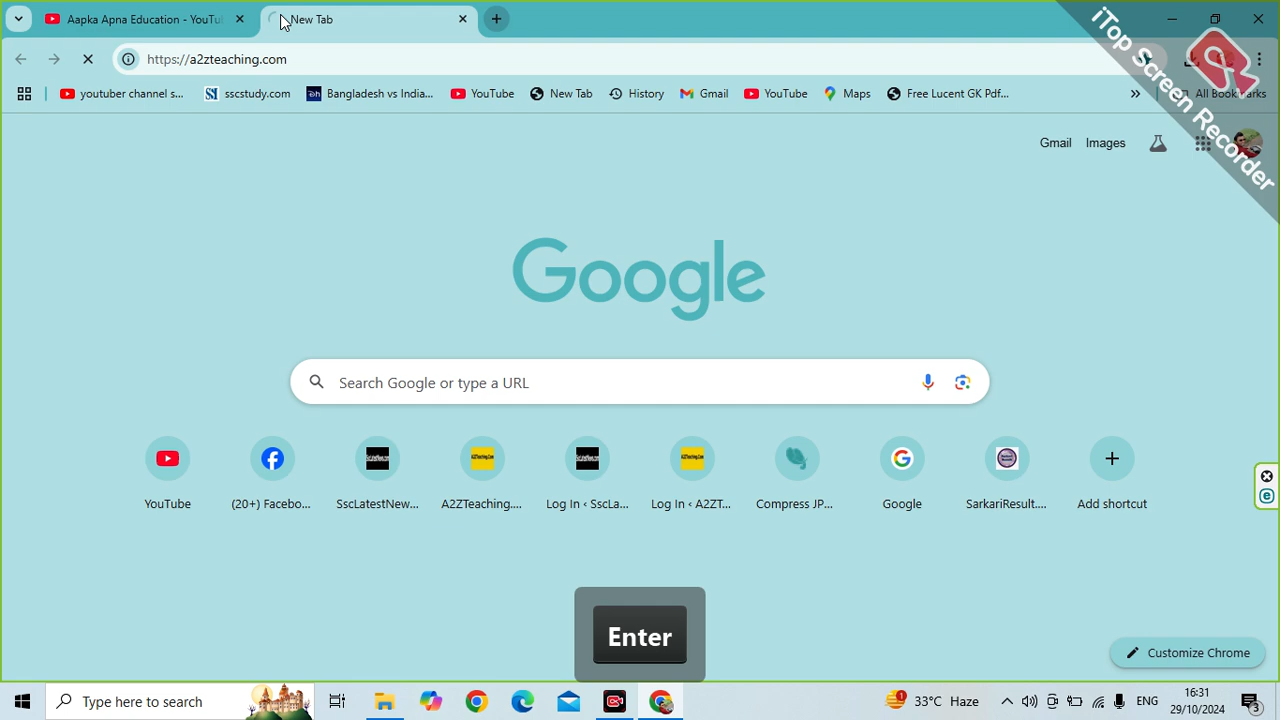 Aapka Apna Education - YouTu
New Tab
https://a2zteaching.com
youtuber channel s...
sscstudy.com
Bangladesh vs India...
YouTube
New Tab
History
Gmail
YouTube
Maps
Free Lucent GK Pdf...
All Bookmarks
iTop Screen Recorder
Gmail
Images
Google
Search Google or type a URL
YouTube
(20+) Facebo...
SscLatestNew...
A2ZTeaching....
Log In ‹ SscLa...
Log In ‹ A2ZT...
Compress JP...
Google
SarkariResult....
Add shortcut
Enter
Customize Chrome
Type here to search
1
33°C Haze
ENG
16:31
29/10/2024
3